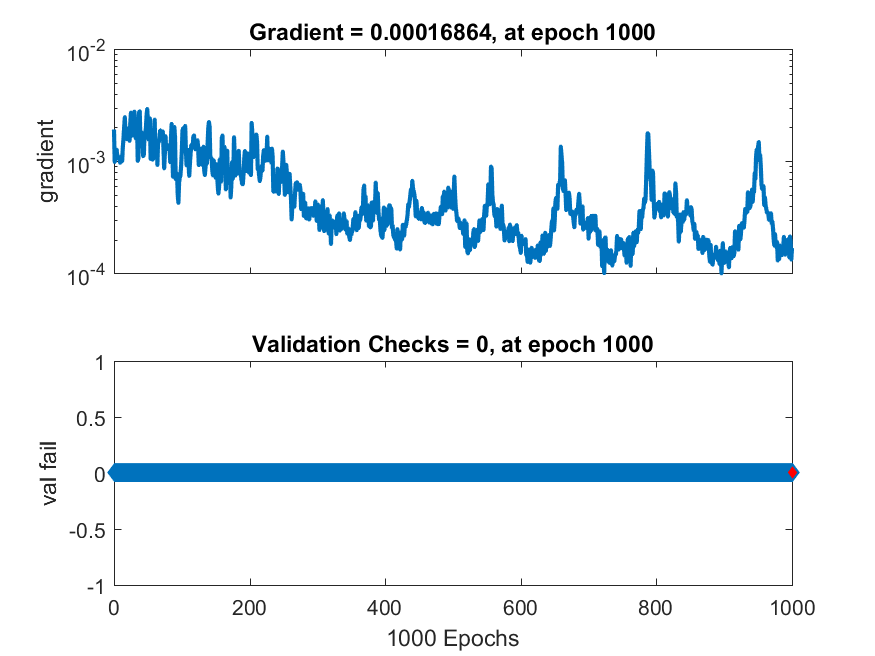 Gradient = 0.00016864, at epoch 1000
10^-2
10^-3
10^-4
gradient
Validation Checks = 0, at epoch 1000
1
0.5
0
-0.5
-1
val fail
0 200 400 600 800 1000
1000 Epochs